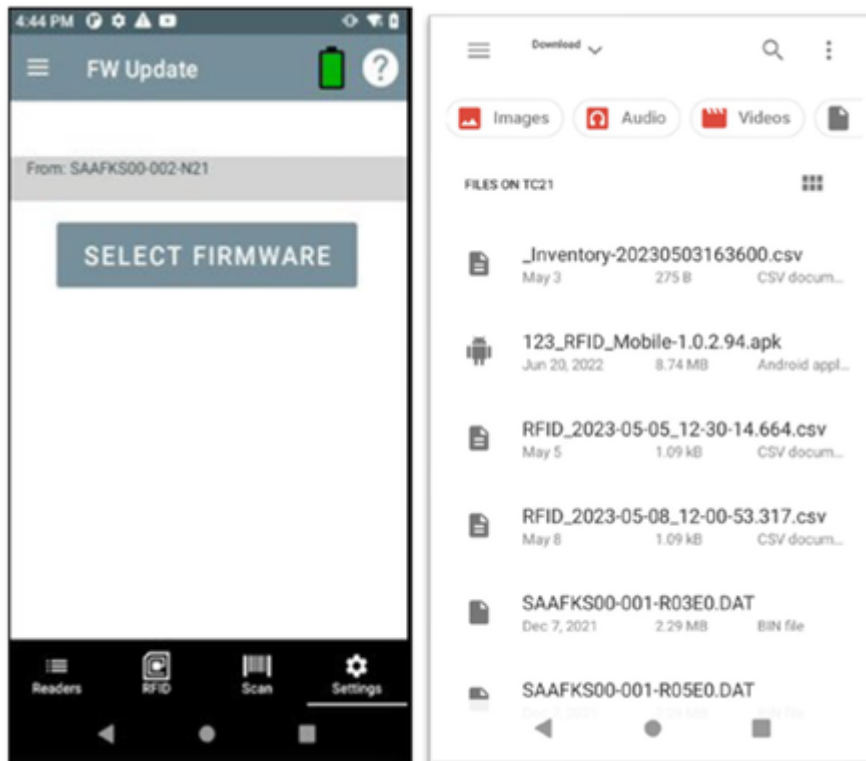 4:44 PM
FW Update
?
From: SAAFKS00-002-N21
SELECT FIRMWARE
Readers
RFID
Scan
Settings
Download
Images
Audio
Videos
FILES ON TC21
_Inventory-20230503163600.csv
May 3 275 B CSV docum...
123_RFID_Mobile-1.0.2.94.apk
Jun 20, 2022 8.74 MB Android appl...
RFID_2023-05-05_12-30-14.664.csv
May 5 1.09 kB CSV docum...
RFID_2023-05-08_12-00-53.317.csv
May 8 1.09 kB CSV docum...
SAAFKS00-001-R03E0.DAT
Dec 7, 2021 2.29 MB BIN file
SAAFKS00-001-R05E0.DAT